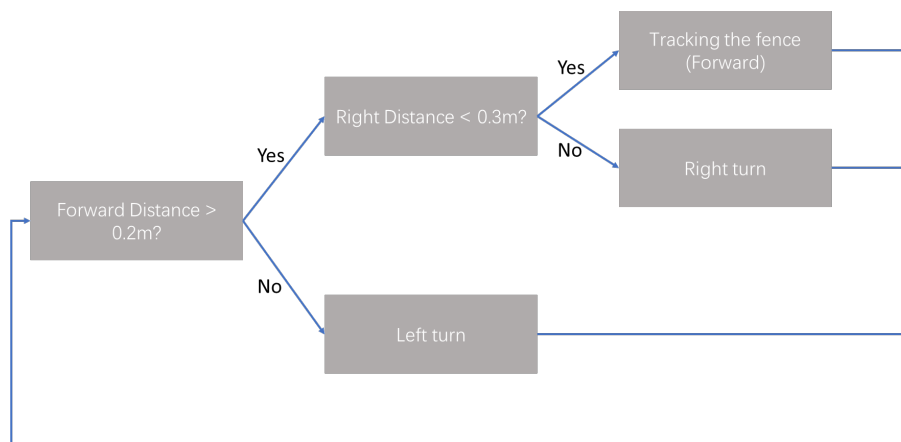 Tracking the fence
(Forward)
Yes
Right Distance < 0.3m?
No
Yes
Right turn
Forward Distance >
0.2m?
No
Left turn